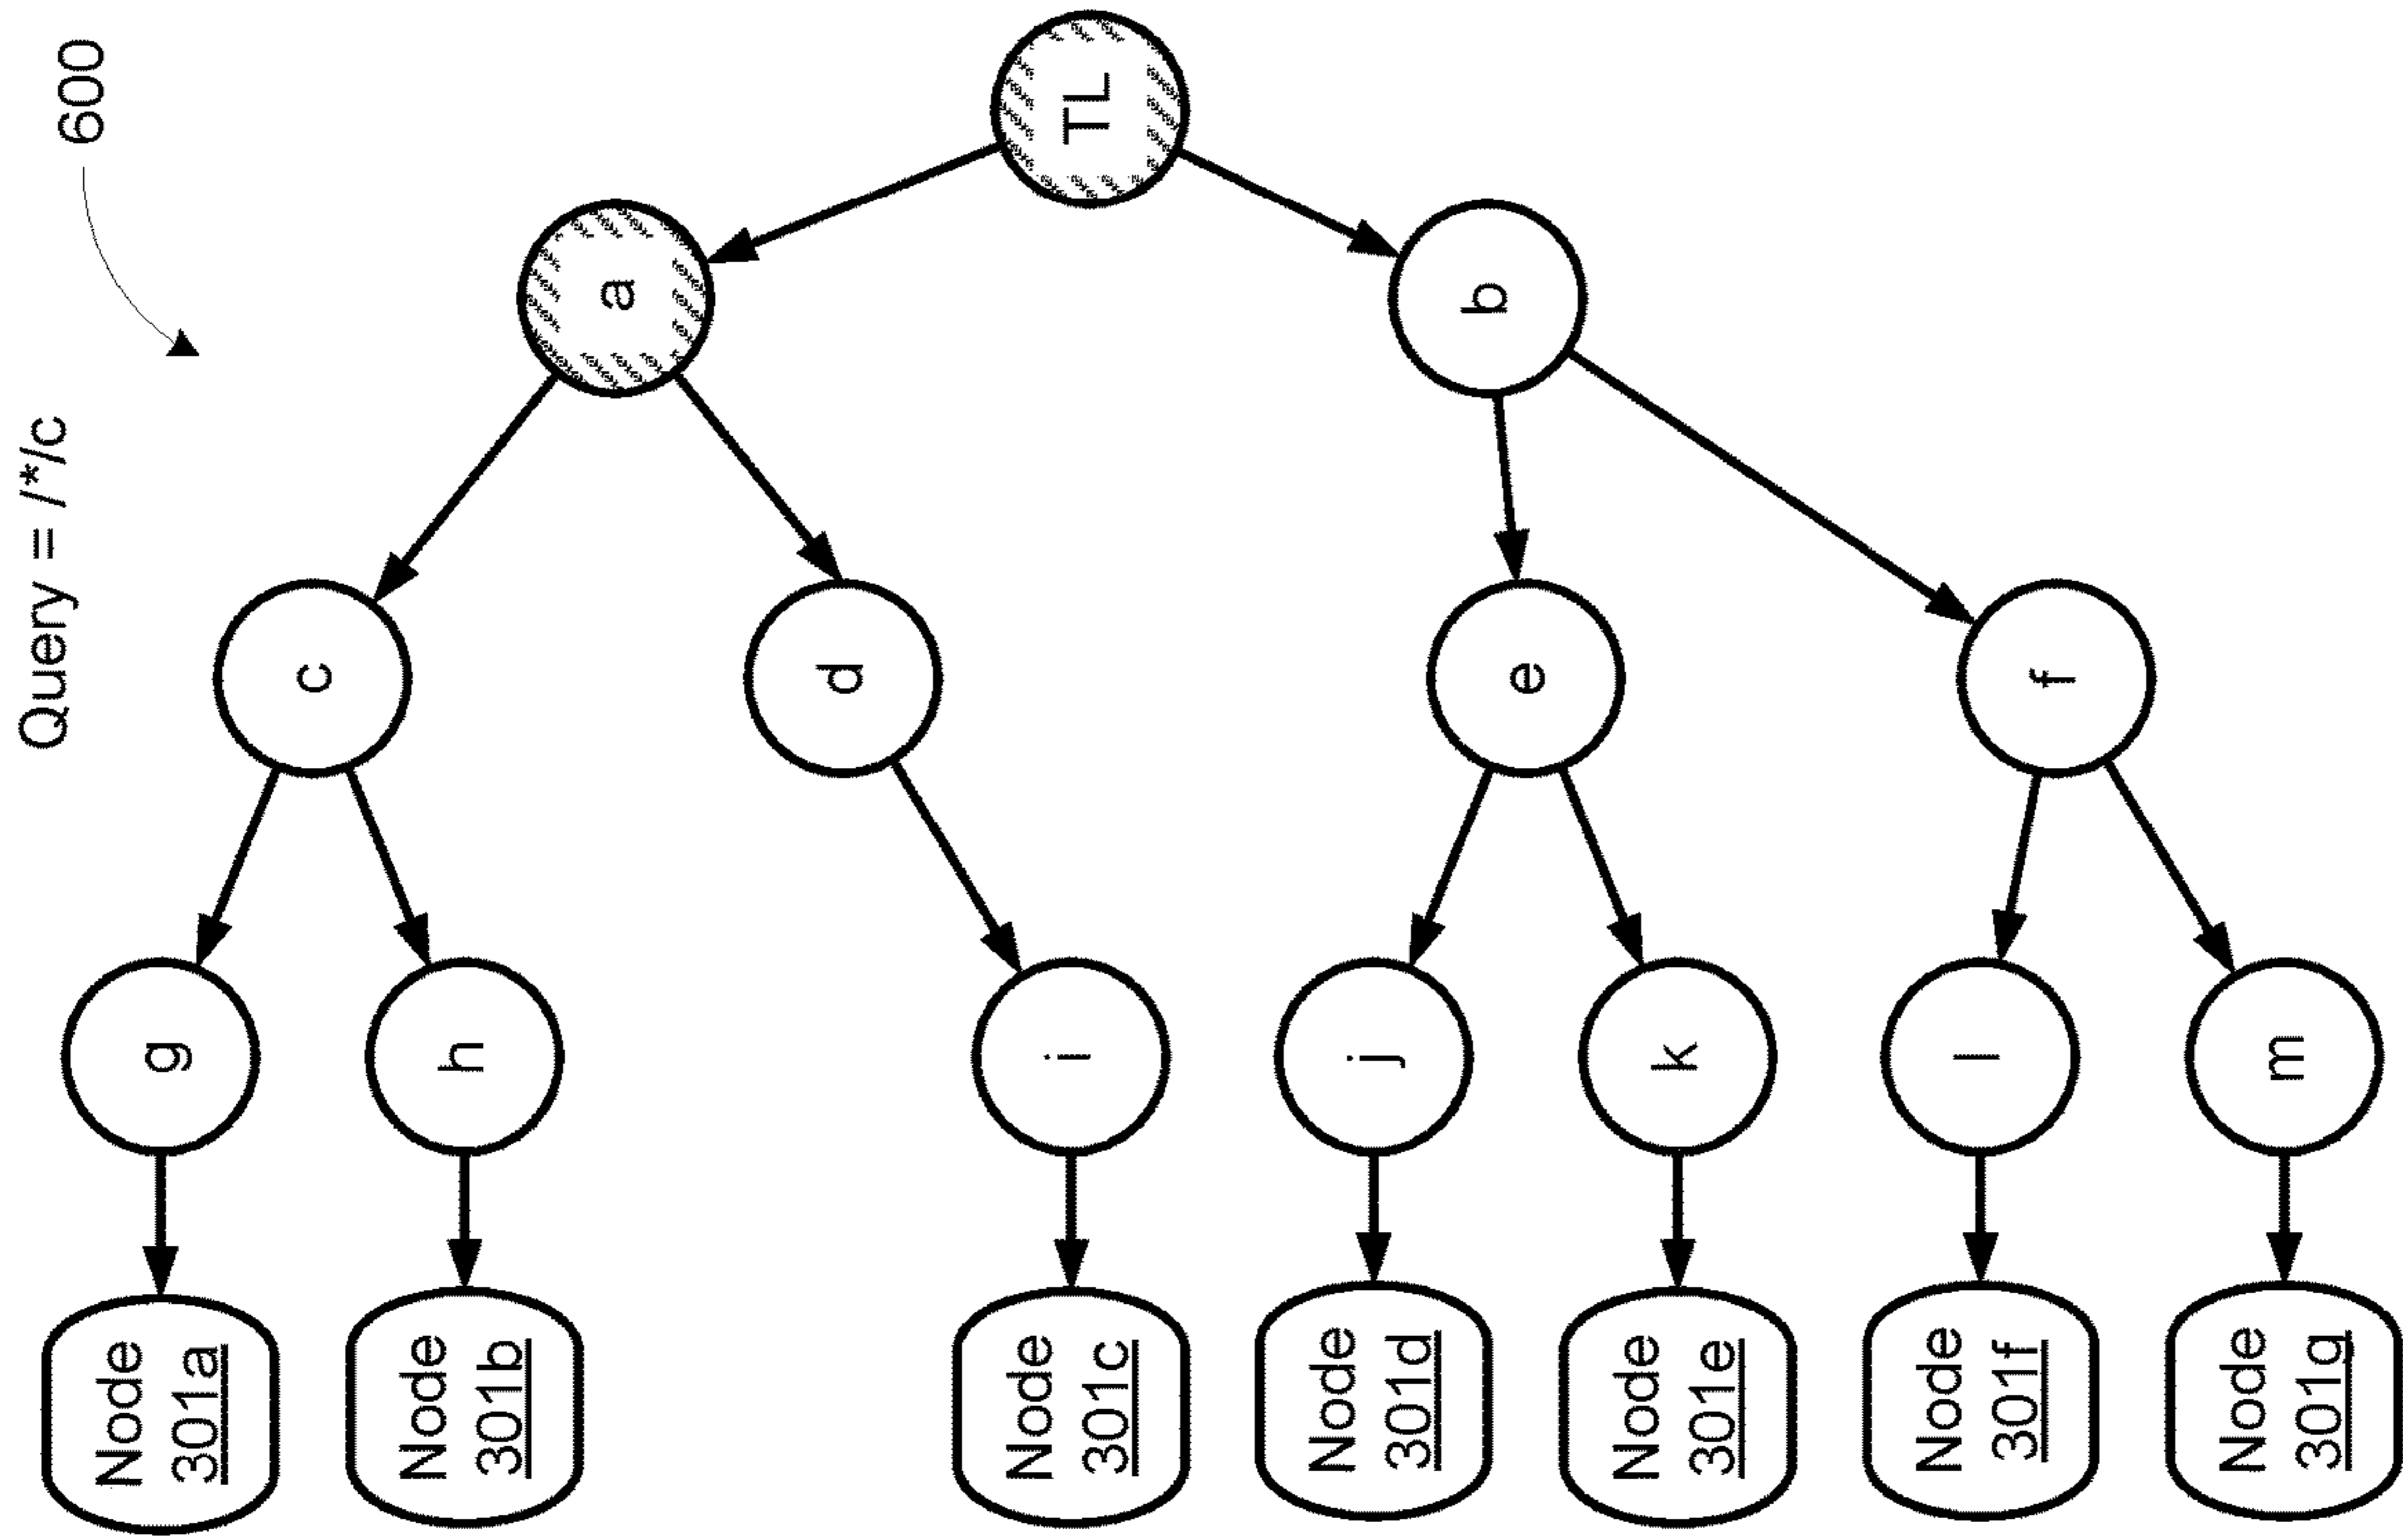 Query = /*/c
600
Node
301a
g
c
Node
301b
h
a
d
Node
301c
i
TL
Node
301d
j
e
b
Node
301e
k
Node
301f
l
f
Node
301g
m